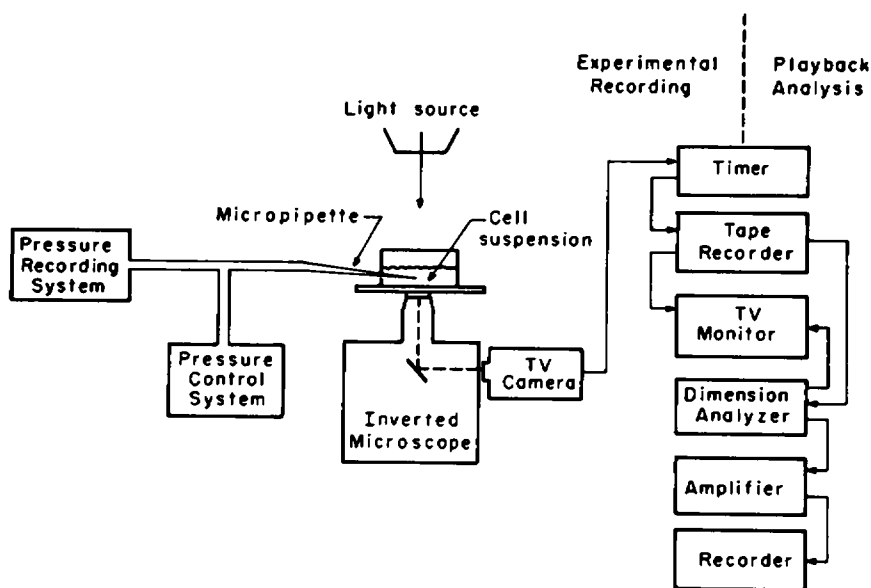 Experimental
Recording
Playback
Analysis
Light source
Timer
Micropipette
Cell
suspension
Tape
Recorder
Pressure
Recording
System
TV
Monitor
Pressure
Control
System
TV
Camera
Dimension
Analyzer
Inverted
Microscope
Amplifier
Recorder